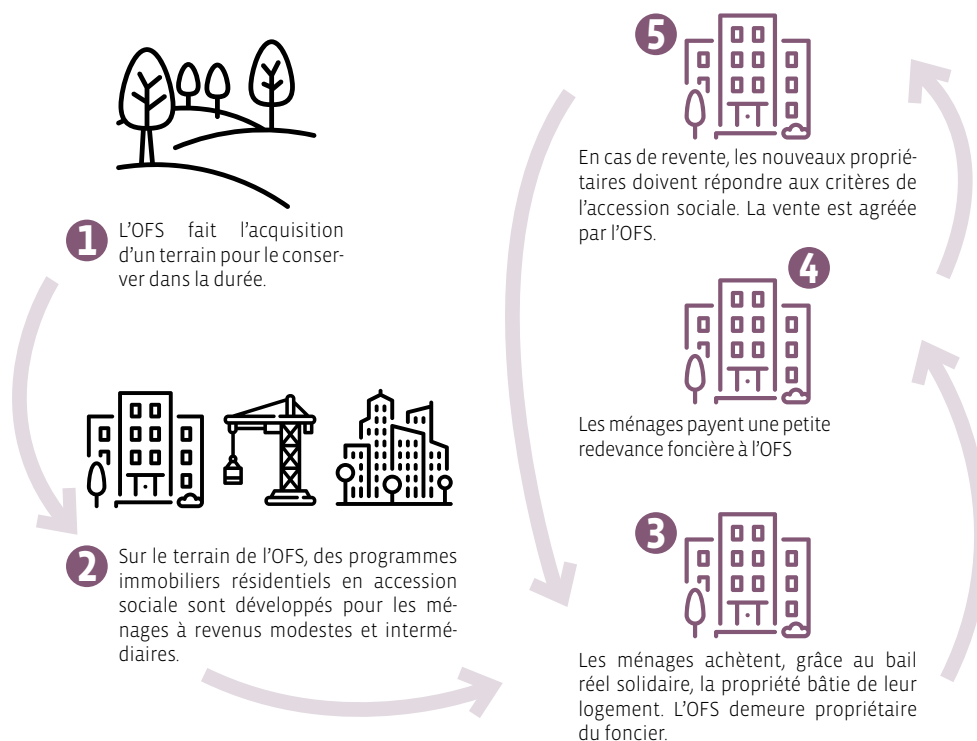 1
L’OFS fait l’acquisition
d’un terrain pour le conser-
ver dans la durée.
2
Sur le terrain de l’OFS, des programmes
immobiliers résidentiels en accession
sociale sont développés pour les mé-
nages à revenus modestes et intermé-
diaires.
3
Les ménages achètent, grâce au bail
réel solidaire, la propriété bâtie de leur
logement. L’OFS demeure propriétaire
du foncier.
4
Les ménages payent une petite
redevance foncière à l’OFS
5
En cas de revente, les nouveaux proprié-
taires doivent répondre aux critères de
l’accession sociale. La vente est agréée
par l’OFS.